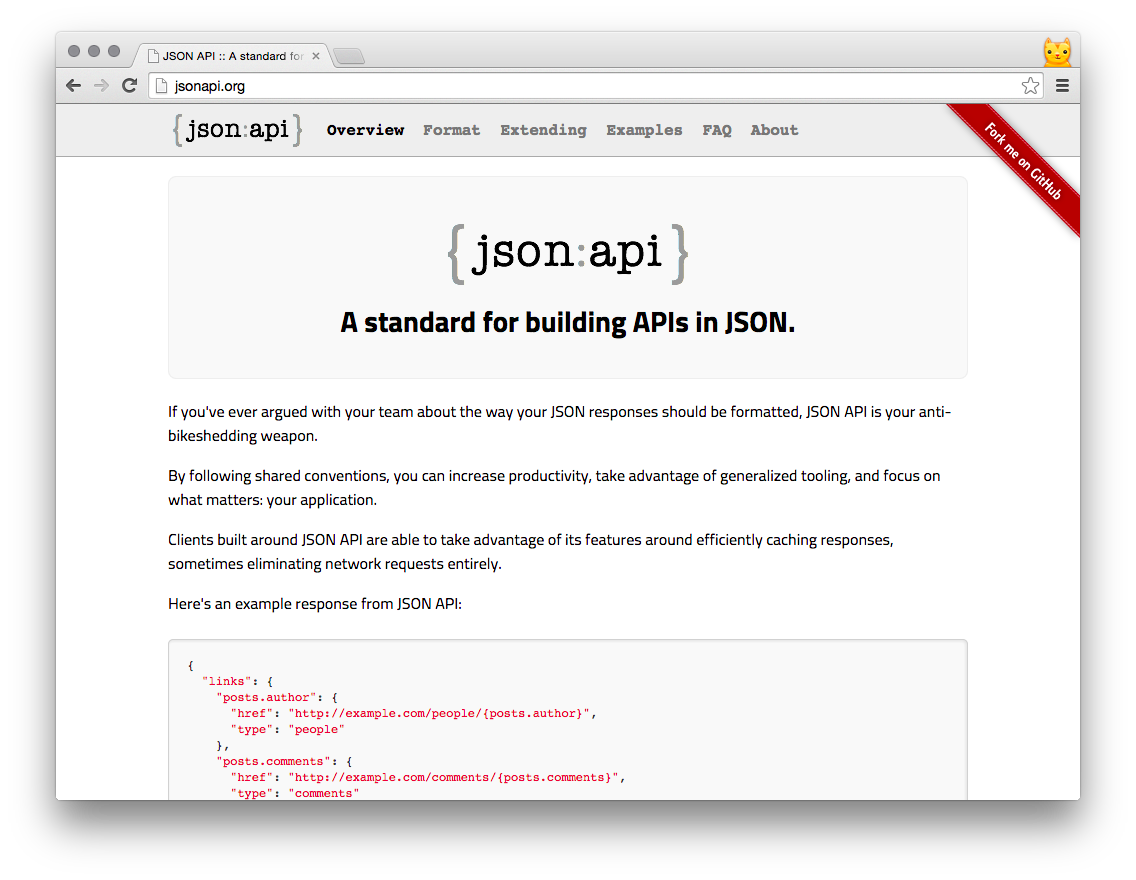 JSON API :: A standard for
jsonapi.org
{json:api} Overview Format Extending Examples FAQ About
Fork me on GitHub
{json:api}
A standard for building APIs in JSON.
If you've ever argued with your team about the way your JSON responses should be formatted, JSON API is your anti-
bikeshedding weapon.
By following shared conventions, you can increase productivity, take advantage of generalized tooling, and focus on
what matters: your application.
Clients built around JSON API are able to take advantage of its features around efficiently caching responses,
sometimes eliminating network requests entirely.
Here's an example response from JSON API:
{
  "links": {
    "posts.author": {
      "href": "http://example.com/people/{posts.author}",
      "type": "people"
    },
    "posts.comments": {
      "href": "http://example.com/comments/{posts.comments}",
      "type": "comments"